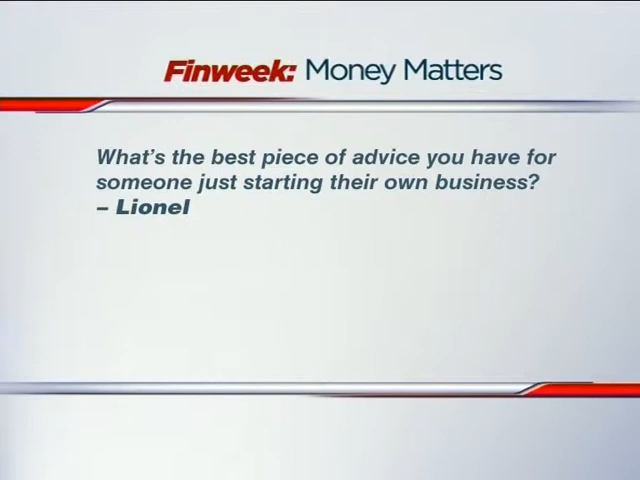 Finweek: Money Matters
What's the best piece of advice you have for
someone just starting their own business?
– Lionel